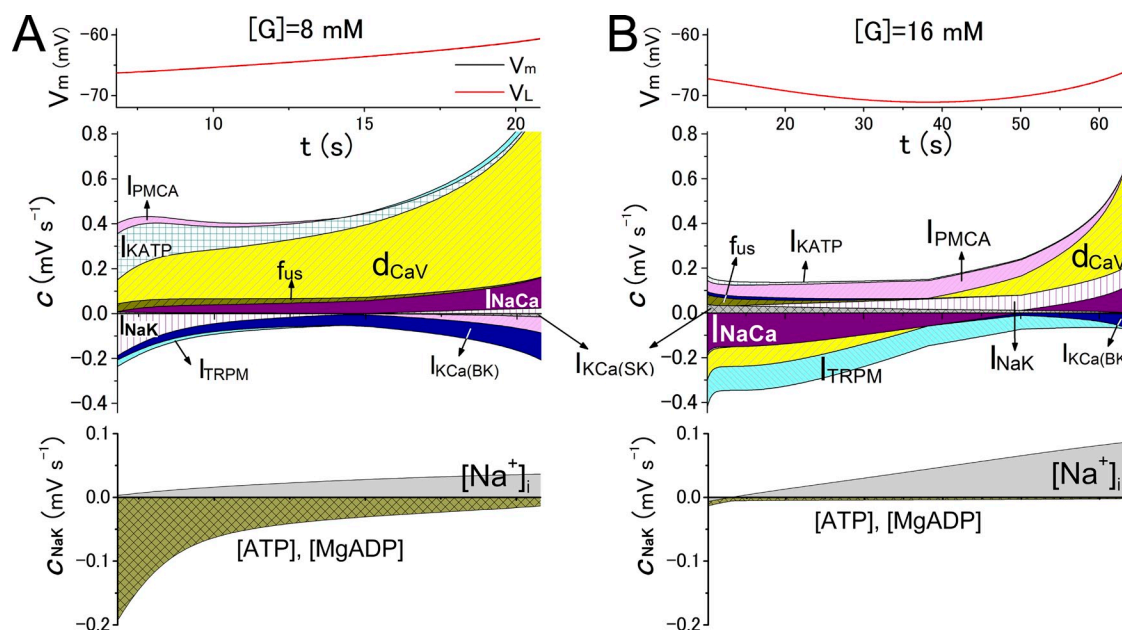 A
[G]=8 mM
Vm (mV)
−60
−70
Vm
VL
10
15
20
t (s)
C (mV s−1)
0.8
0.6
0.4
0.2
0.0
−0.2
−0.4
IPMCA
IKATP
fus
dCaV
INaCa
INaK
ITRPM
IKCa(BK)
IKCa(SK)
CNaK (mV s−1)
0.1
0.0
−0.1
−0.2
[Na+]i
[ATP], [MgADP]
B
[G]=16 mM
Vm (mV)
−60
−70
20
30
40
50
60
t (s)
C (mV s−1)
0.8
0.6
0.4
0.2
0.0
−0.2
−0.4
fus
IKATP
IPMCA
dCaV
INaCa
ITRPM
INaK
IKCa(BK
CNaK (mV s−1)
0.1
0.0
−0.1
−0.2
[Na+]i
[ATP], [MgADP]